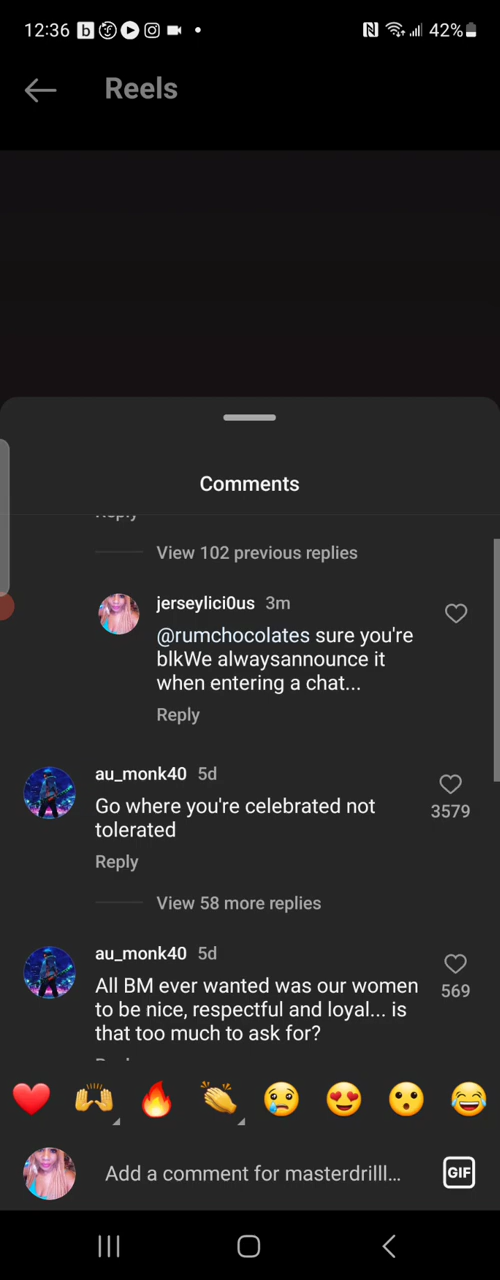 12:36
42%
Reels
Comments
View 102 previous replies
jerseylici0us 3m
@rumchocolates sure you're
blkWe alwaysannounce it
when entering a chat...
Reply
au_monk40 5d
Go where you're celebrated not
tolerated
3579
Reply
View 58 more replies
au_monk40 5d
All BM ever wanted was our women
to be nice, respectful and loyal... is
that too much to ask for?
569
Add a comment for masterdrilll...
GIF